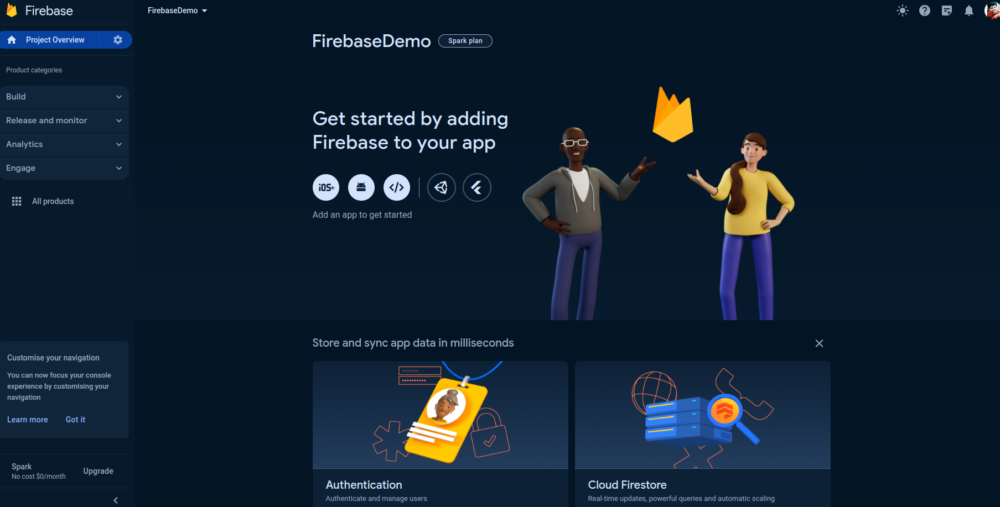 Firebase
FirebaseDemo
Project Overview
Product categories
Build
Release and monitor
Analytics
Engage
All products
Customise your navigation
You can now focus your console
experience by customising your
navigation
Learn more Got it
Spark
No cost $0/month
Upgrade
FirebaseDemo Spark plan
Get started by adding
Firebase to your app
iOS+
Add an app to get started
Store and sync app data in milliseconds
Authentication
Authenticate and manage users
Cloud Firestore
Real-time updates, powerful queries and automatic scaling